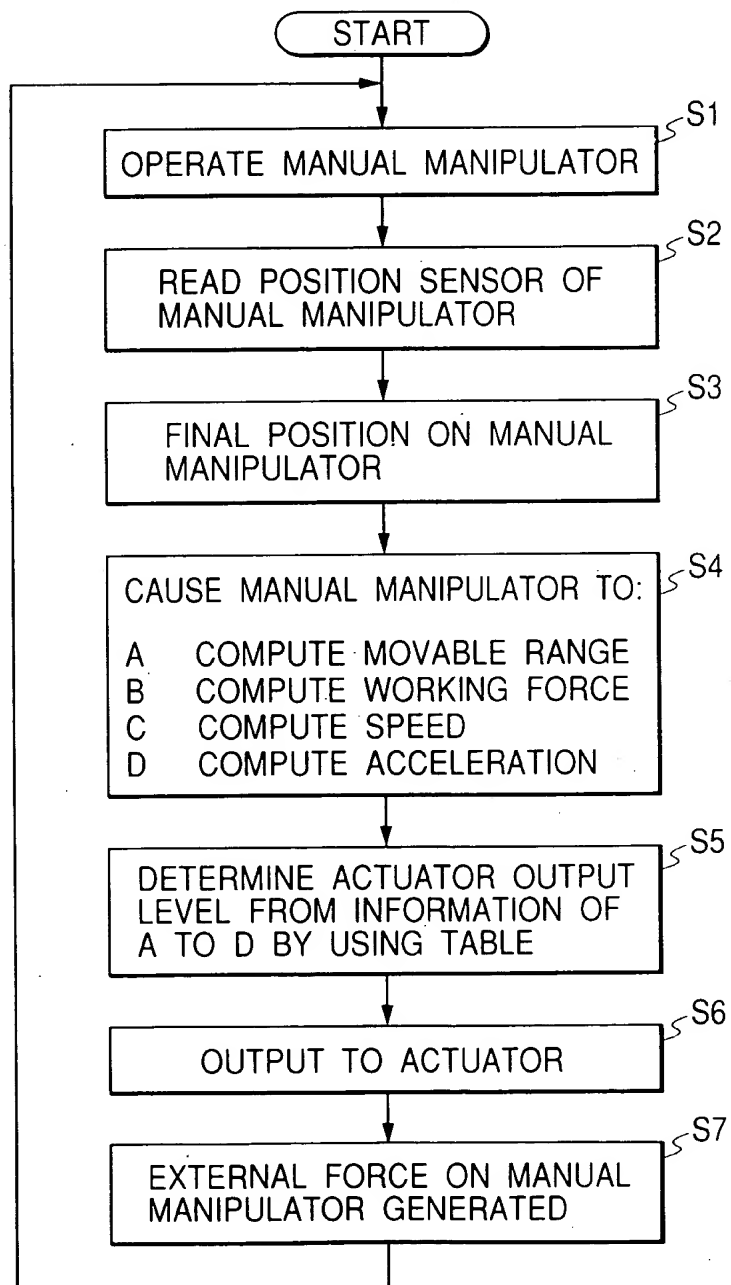 START
S1
OPERATE MANUAL MANIPULATOR
S2
READ POSITION SENSOR OF
MANUAL MANIPULATOR
S3
FINAL POSITION ON MANUAL
MANIPULATOR
S4
CAUSE MANUAL MANIPULATOR TO:
A COMPUTE MOVABLE RANGE
B COMPUTE WORKING FORCE
C COMPUTE SPEED
D COMPUTE ACCELERATION
S5
DETERMINE ACTUATOR OUTPUT
LEVEL FROM INFORMATION OF
A TO D BY USING TABLE
S6
OUTPUT TO ACTUATOR
S7
EXTERNAL FORCE ON MANUAL
MANIPULATOR GENERATED